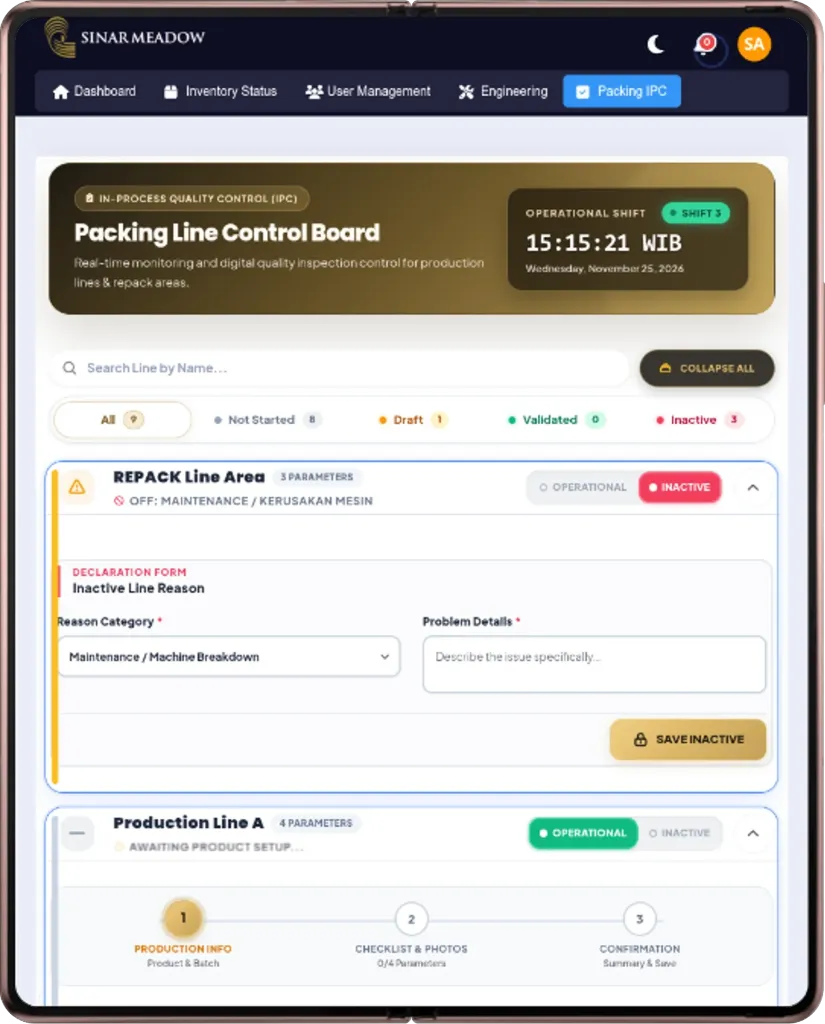 SINAR MEADOW
0
SA
Dashboard
Inventory Status
User Management
Engineering
Packing IPC
IN-PROCESS QUALITY CONTROL (IPC)
Packing Line Control Board
Real-time monitoring and digital quality inspection control for production
lines & repack areas.
OPERATIONAL SHIFT
SHIFT 3
15:15:21 WIB
Wednesday, November 25, 2026
Search Line by Name...
COLLAPSE ALL
All 9
Not Started 8
Draft 1
Validated 0
Inactive 3
REPACK Line Area 3 PARAMETERS
OFF: MAINTENANCE / KERUSAKAN MESIN
OPERATIONAL
INACTIVE
DECLARATION FORM
Inactive Line Reason
Reason Category *
Maintenance / Machine Breakdown
Problem Details *
Describe the issue specifically...
SAVE INACTIVE
Production Line A 4 PARAMETERS
AWAITING PRODUCT SETUP...
OPERATIONAL
INACTIVE
1
PRODUCTION INFO
Product & Batch
2
CHECKLIST & PHOTOS
0/4 Parameters
3
CONFIRMATION
Summary & Save